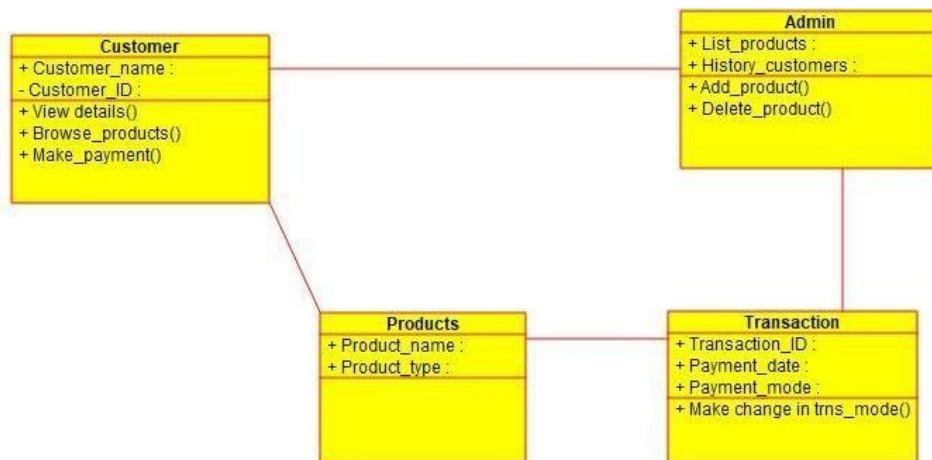 Customer
+ Customer_name :
- Customer_ID :
+ View details()
+ Browse_products()
+ Make_payment()
Admin
+ List_products :
+ History_customers :
+ Add_product()
+ Delete_product()
Products
+ Product_name :
+ Product_type :
Transaction
+ Transaction_ID :
+ Payment_date :
+ Payment_mode :
+ Make change in trns_mode()